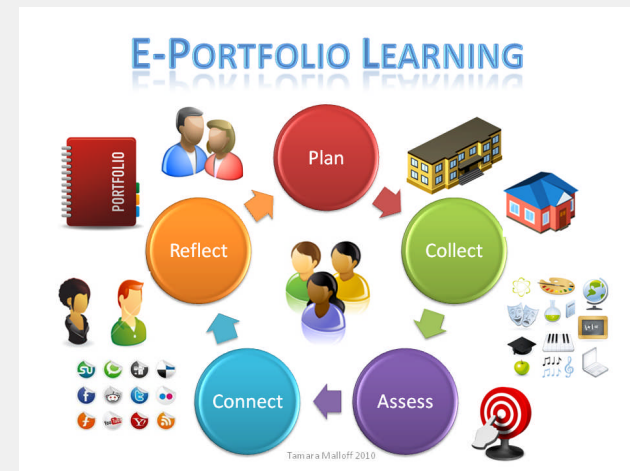 E-PORTFOLIO LEARNING
PORTFOLIO
Plan
Reflect
Collect
Connect
Assess
Tamara Malloff 2010